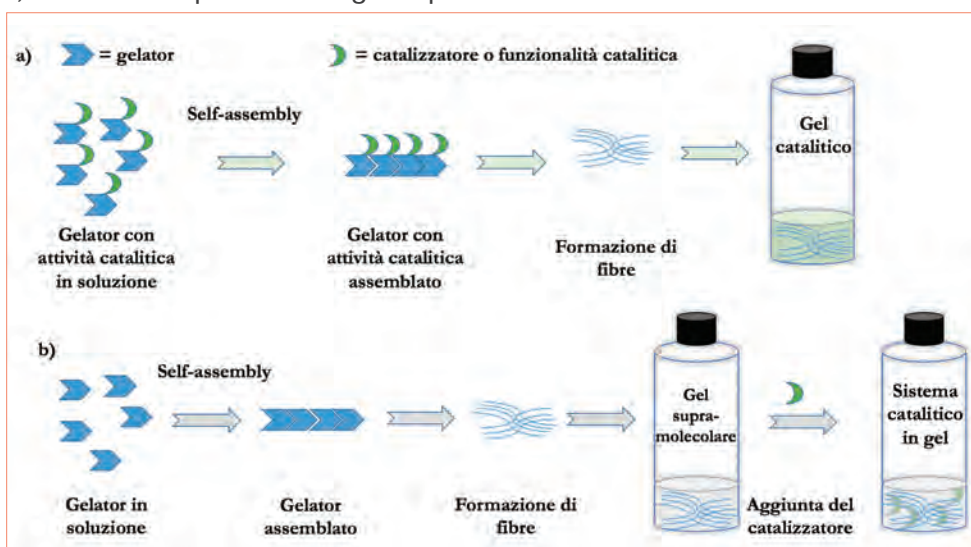 a)
= gelator
= catalizzatore o funzionalità catalitica
Self-assembly
Gel
catalitico
Gelator con
attività catalitica
in soluzione
Gelator con
attività catalitica
assemblato
Formazione di
fibre
b)
Self-assembly
Gel
supra-
molecolare
Sistema
catalitico
in gel
Gelator in
soluzione
Gelator
assemblato
Formazione di
fibre
Aggiunta del
catalizzatore